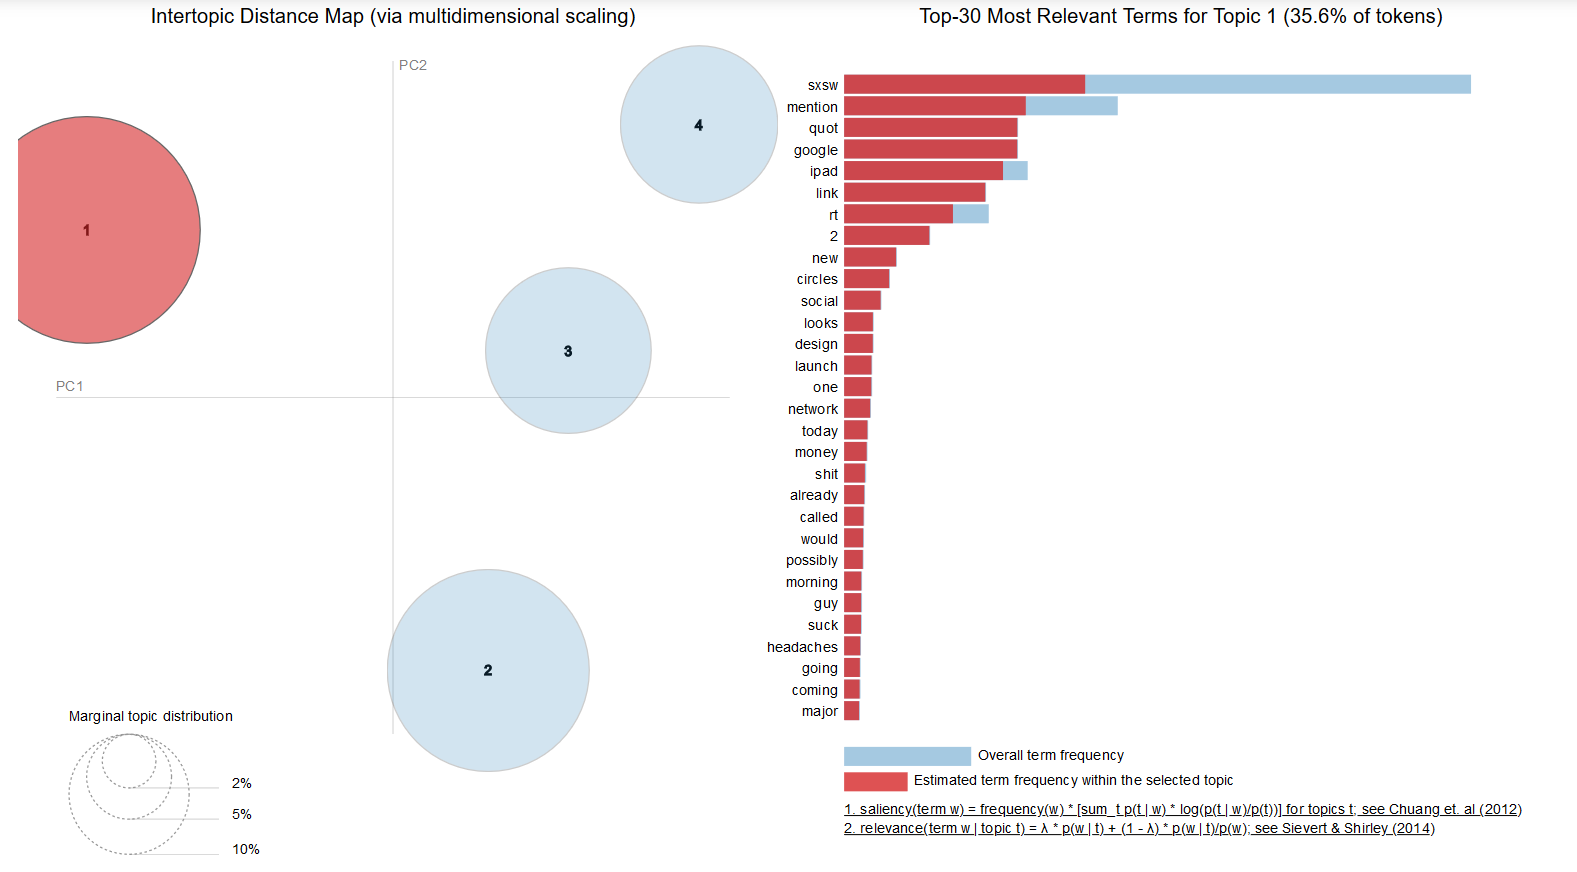 Intertopic Distance Map (via multidimensional scaling)
PC2
4
1
3
PC1
2
Marginal topic distribution
2%
5%
10%
Top-30 Most Relevant Terms for Topic 1 (35.6% of tokens)
sxsw
mention
quot
google
ipad
link
rt
2
new
circles
social
looks
design
launch
one
network
today
money
shit
already
called
would
possibly
morning
guy
suck
headaches
going
coming
major
Overall term frequency
Estimated term frequency within the selected topic
1. saliency(term w) = frequency(w) * [sum_t p(t | w) * log(p(t | w)/p(t))] for topics t; see Chuang et. al (2012)
2. relevance(term w | topic t) = λ * p(w | t) + (1 - λ) * p(w | t)/p(w); see Sievert & Shirley (2014)